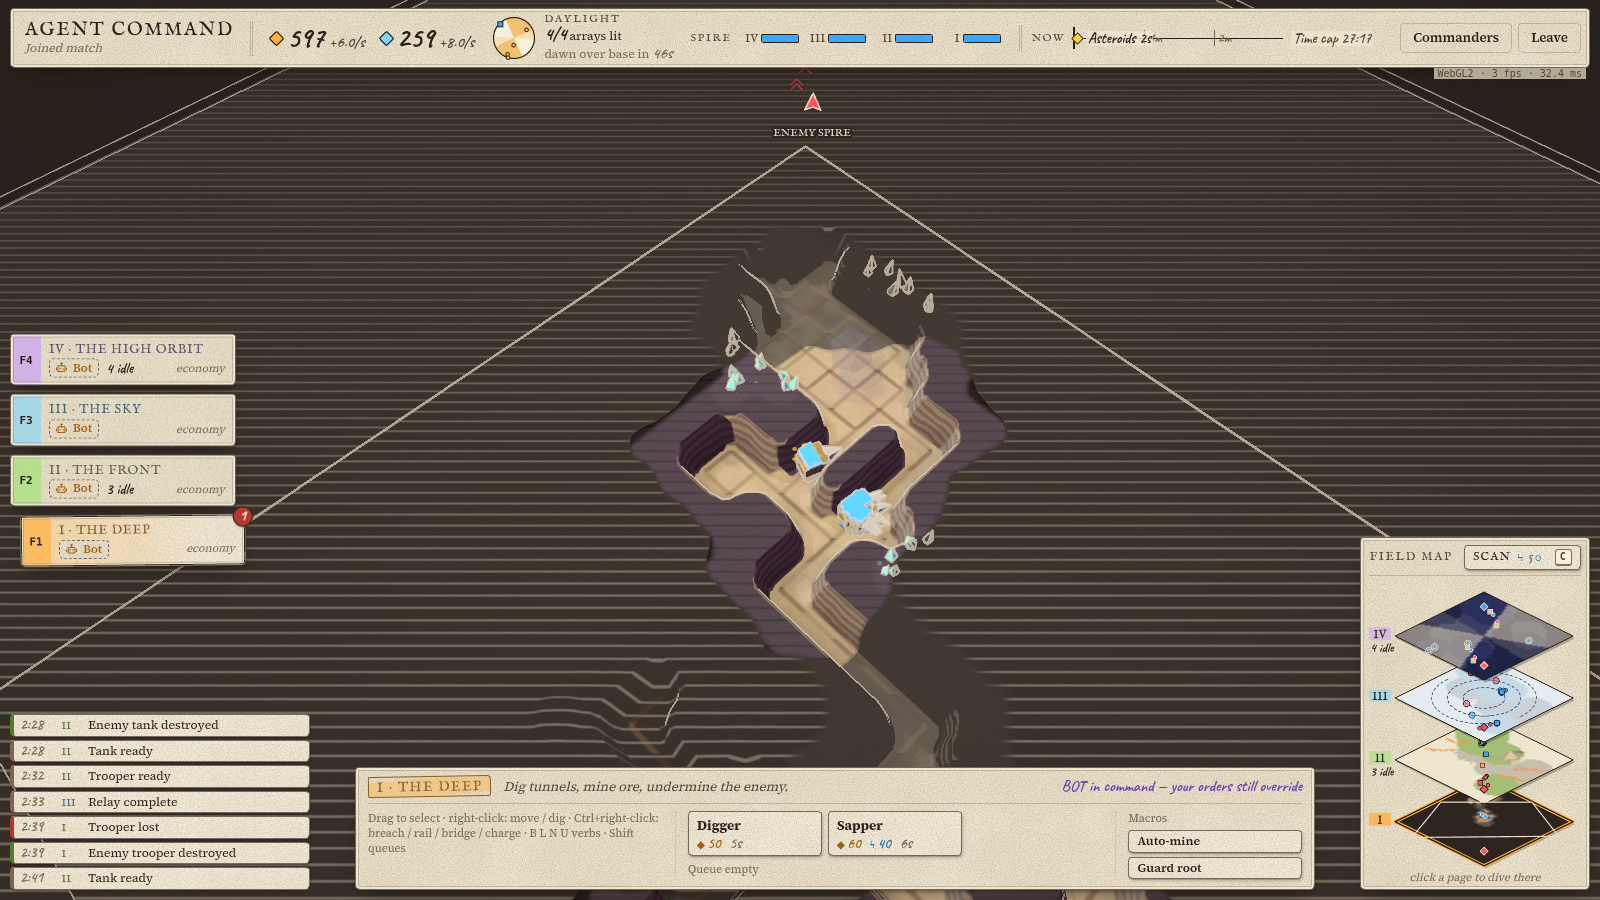 AGENT COMMAND
Joined match
597 +6.0/s
259 +8.0/s
DAYLIGHT
4/4 arrays lit
dawn over base in 46s
SPIRE IV III II I
NOW Asteroids 2s 2m
Time cap 27:17
Commanders
Leave
WebGL2 · 3 fps · 32.4 ms
ENEMY SPIRE
F4 IV · THE HIGH ORBIT
Bot 4 idle economy
F3 III · THE SKY
Bot economy
F2 II · THE FRONT
Bot 3 idle economy
1
F1 I · THE DEEP
Bot economy
2:28 II Enemy tank destroyed
2:28 II Tank ready
2:32 II Trooper ready
2:33 III Relay complete
2:39 I Trooper lost
2:39 I Enemy trooper destroyed
2:47 II Tank ready
I · THE DEEP Dig tunnels, mine ore, undermine the enemy.
BOT in command – your orders still override
Drag to select · right-click: move / dig · Ctrl+right-click:
breach / rail / bridge / charge · B L N U verbs · Shift
queues
Digger
50 5s
Sapper
60 40 6s
Queue empty
Macros
Auto-mine
Guard root
FIELD MAP
SCAN 50 C
IV
4 idle
III
II
3 idle
I
click a page to dive there